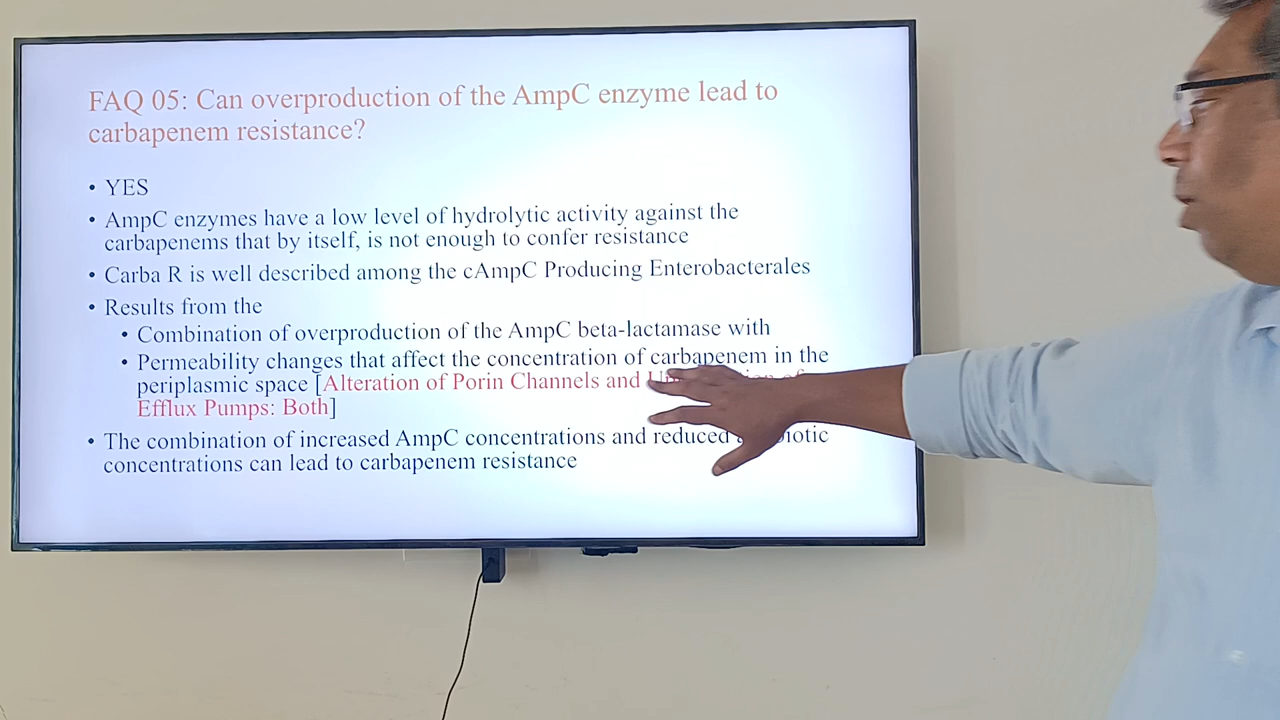 FAQ 05: Can overproduction of the AmpC enzyme lead to
carbapenem resistance?
• YES
• AmpC enzymes have a low level of hydrolytic activity against the
carbapenems that by itself, is not enough to confer resistance
• Carba R is well described among the cAmpC Producing Enterobacterales
• Results from the
• Combination of overproduction of the AmpC beta-lactamase with
• Permeability changes that affect the concentration of carbapenem in the
periplasmic space [Alteration of Porin Channels and of
Efflux Pumps: Both]
• The combination of increased AmpC concentrations and reduced
concentrations can lead to carbapenem resistance